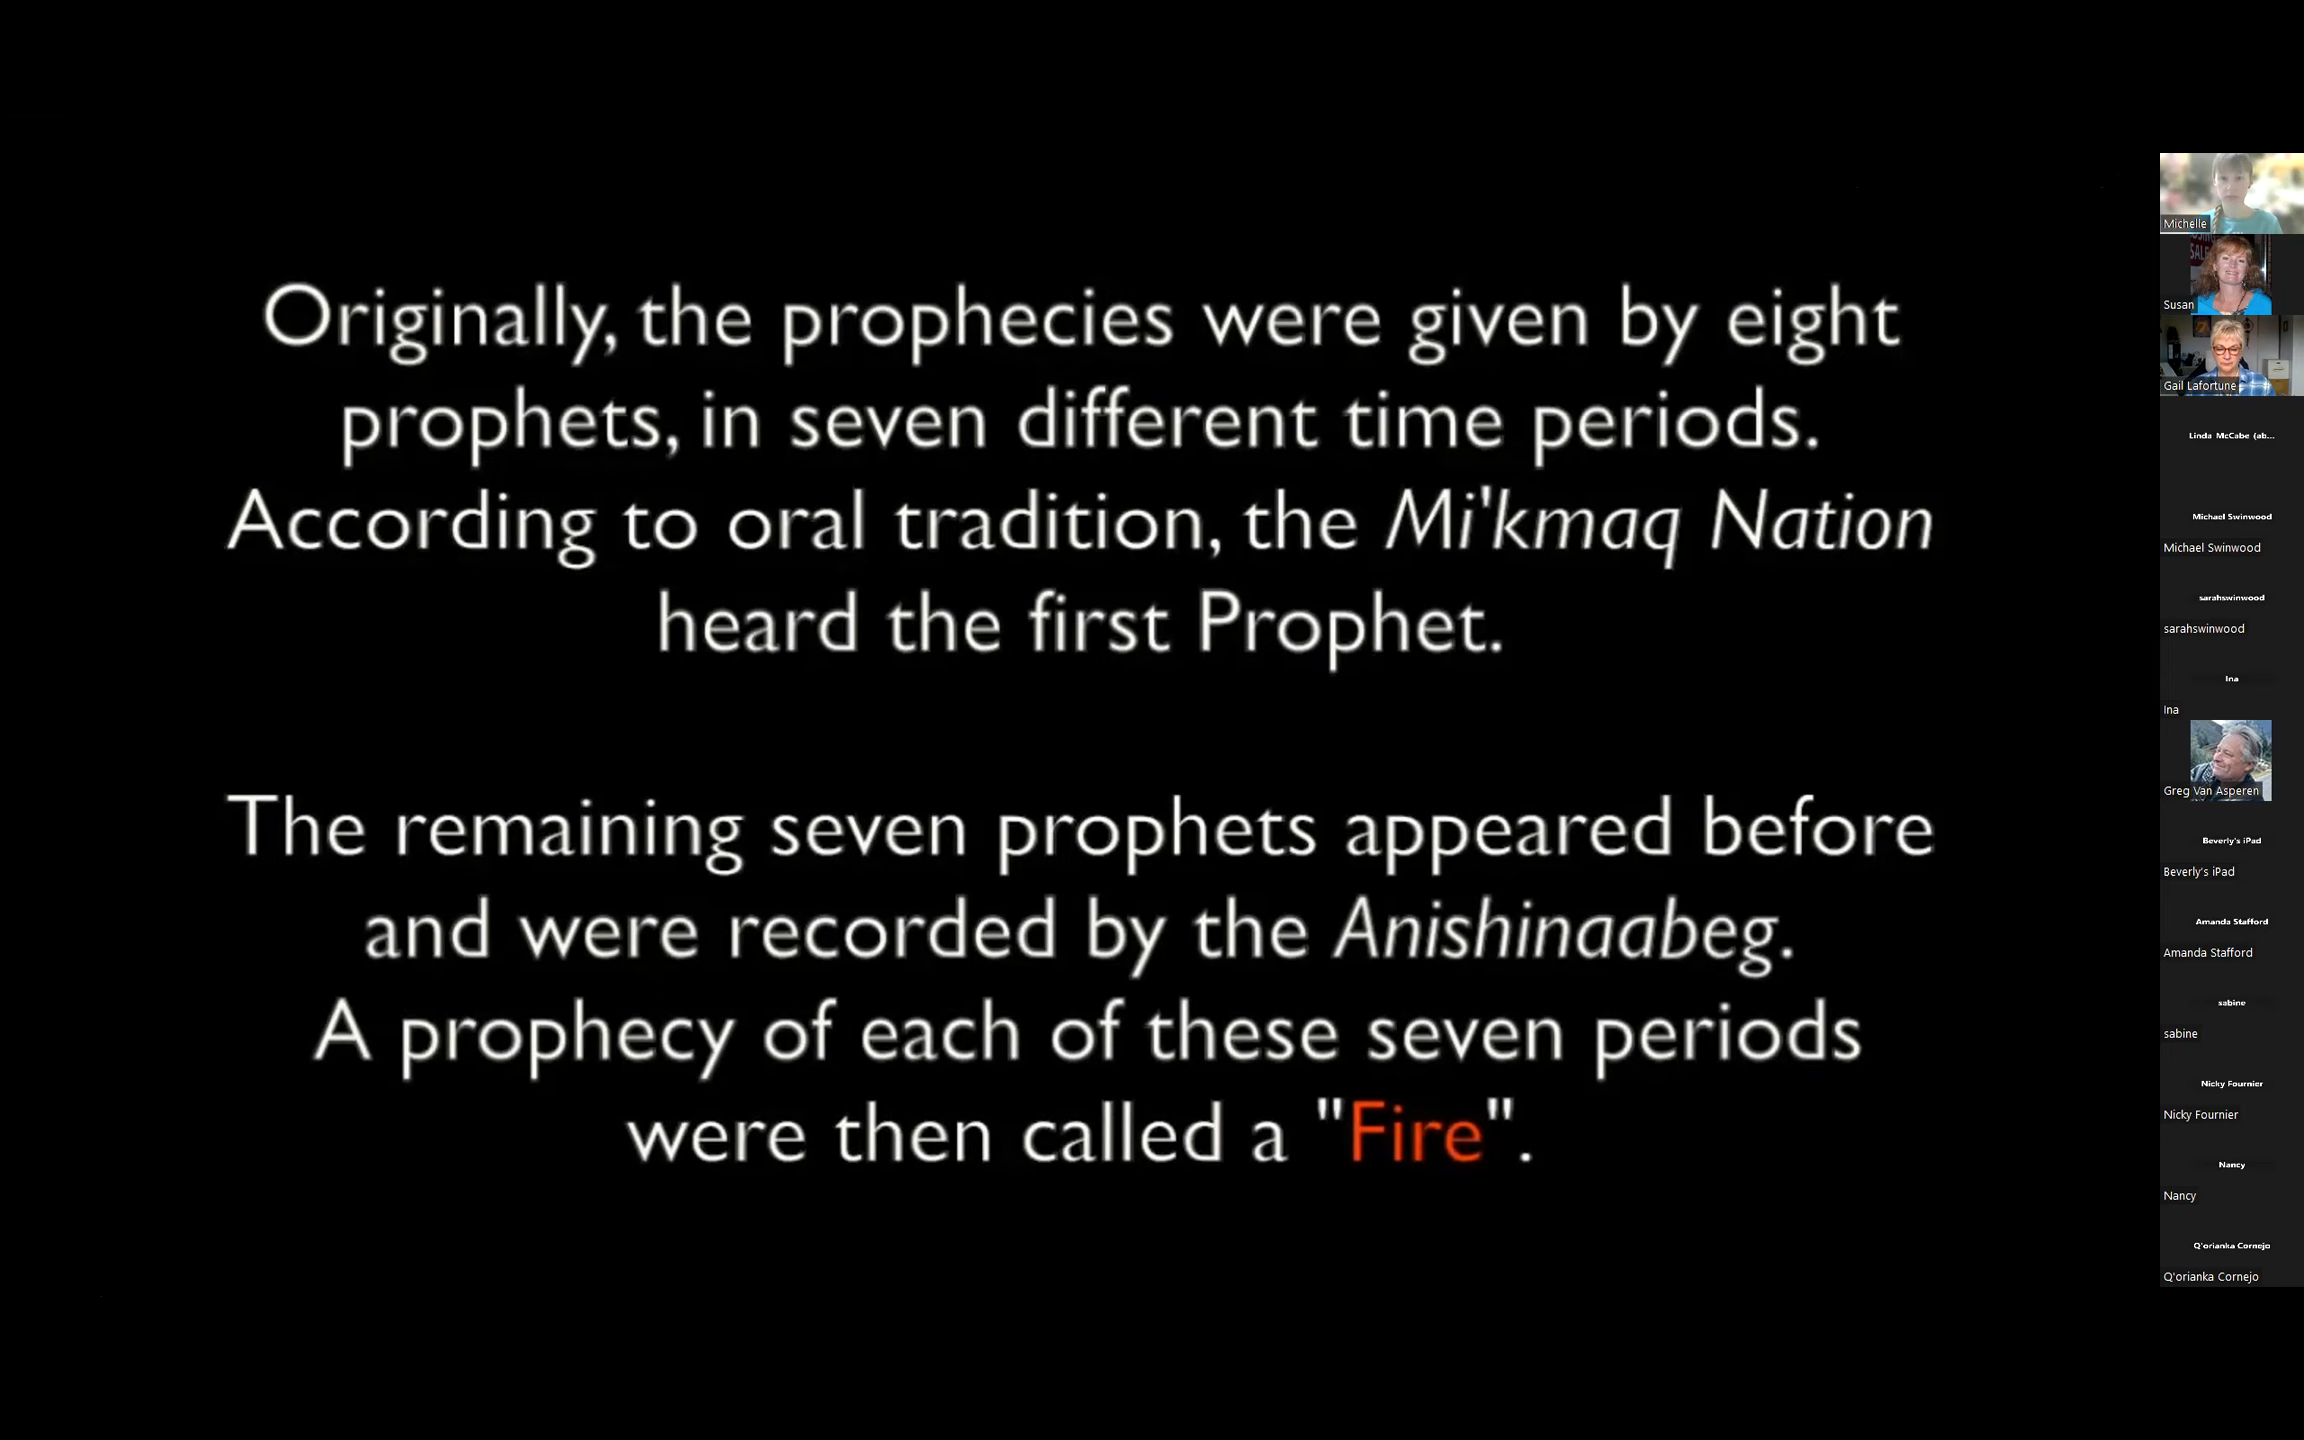 Originally, the prophecies were given by eight
prophets, in seven different time periods.
According to oral tradition, the Mi'kmaq Nation
heard the first Prophet.
The remaining seven prophets appeared before
and were recorded by the Anishinaabeg.
A prophecy of each of these seven periods
were then called a "Fire".
Michelle
Susan
Gail Lafortune
Linda McCabe (ab...
Michael Swinwood
Michael Swinwood
sarahswinwood
sarahswinwood
Ina
Ina
Greg Van Asperen
Beverly's iPad
Beverly's iPad
Amanda Stafford
Amanda Stafford
sabine
sabine
Nicky Fournier
Nicky Fournier
Nancy
Nancy
Q'orianka Cornejo
Q'orianka Cornejo